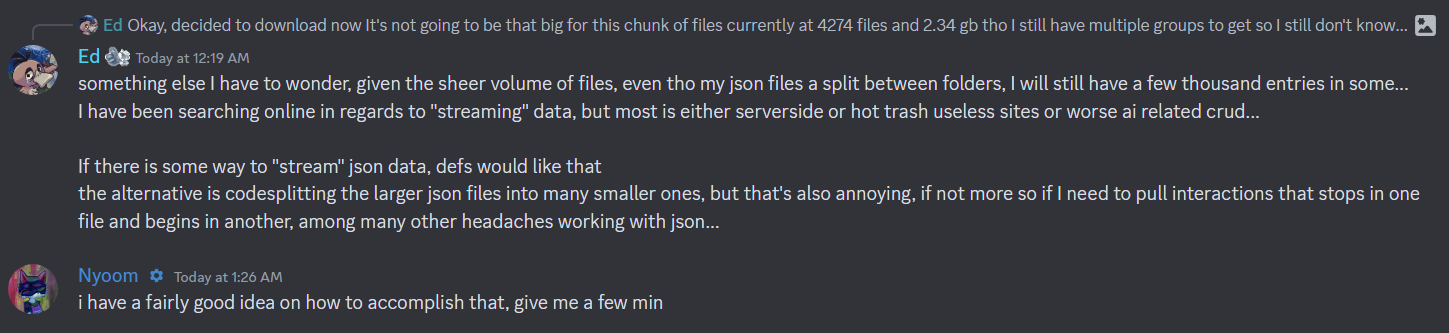 Ed Okay, decided to download now It's not going to be that big for this chunk of files currently at 4274 files and 2.34 gb tho I still have multiple groups to get so I still don't know...
Ed Today at 12:19 AM
something else I have to wonder, given the sheer volume of files, even tho my json files a split between folders, I will still have a few thousand entries in some...
I have been searching online in regards to "streaming" data, but most is either serverside or hot trash useless sites or worse ai related crud...
If there is some way to "stream" json data, defs would like that
the alternative is codesplitting the larger json files into many smaller ones, but that's also annoying, if not more so if I need to pull interactions that stops in one
file and begins in another, among many other headaches working with json...
Nyoom Today at 1:26 AM
i have a fairly good idea on how to accomplish that, give me a few min